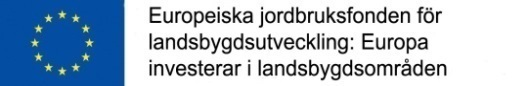 Europeiska jordbruksfonden för
landsbygdsutveckling: Europa
investerar i landsbygdsområden